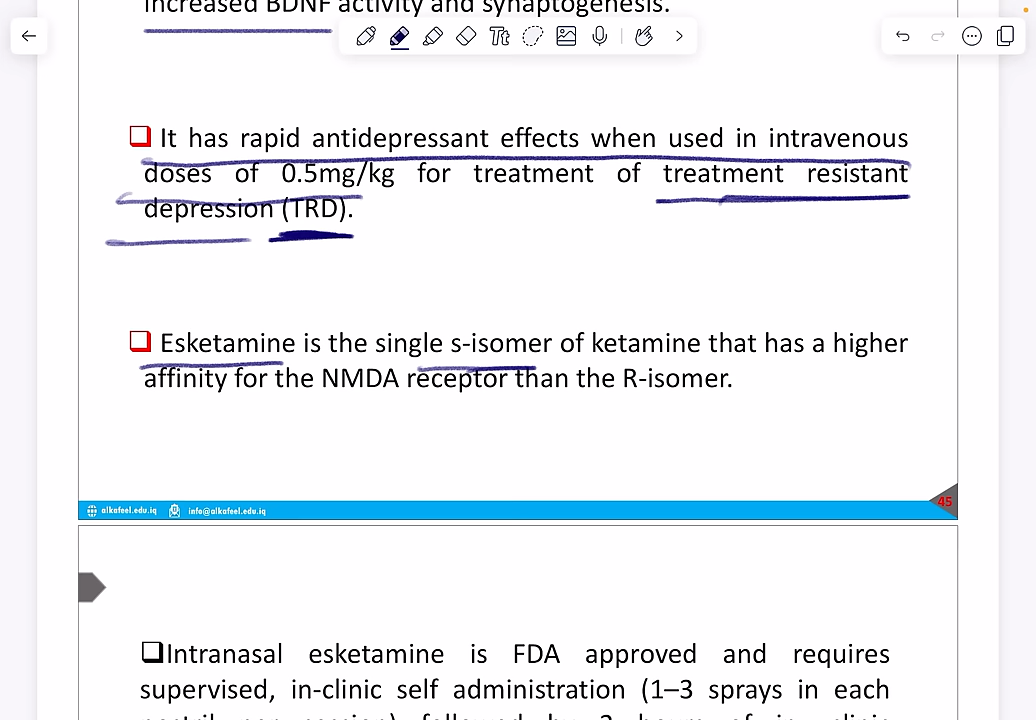 increased BDNF activity and synaptogenesis.
Tt
It has rapid antidepressant effects when used in intravenous
doses of 0.5mg/kg for treatment of treatment resistant
depression (TRD).
Esketamine is the single s-isomer of ketamine that has a higher
affinity for the NMDA receptor than the R-isomer.
alkafeel.edu.iq info@alkafeel.edu.iq 45
Intranasal esketamine is FDA approved and requires
supervised, in-clinic self administration (1–3 sprays in each